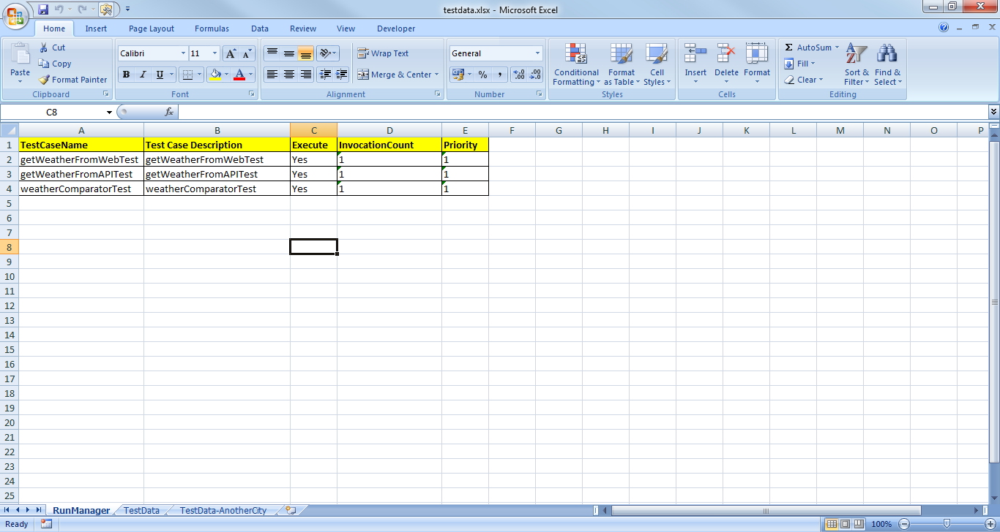 testdata.xlsx - Microsoft Excel
Home Insert Page Layout Formulas Data Review View Developer
Paste Cut Copy Format Painter Clipboard
Calibri 11 A A B I U A Font
Wrap Text Merge & Center Alignment
General % , .00 .0 Number
Conditional Formatting Format as Table Cell Styles Styles
Insert Delete Format Cells
Σ AutoSum Fill Clear Sort & Filter Find & Select Editing
C8 fx
A B C D E F G H I J K L M N O P
1 TestCaseName Test Case Description Execute InvocationCount Priority
2 getWeatherFromWebTest getWeatherFromWebTest Yes 1 1
3 getWeatherFromAPITest getWeatherFromAPITest Yes 1 1
4 weatherComparatorTest weatherComparatorTest Yes 1 1
5
6
7
8
9
10
11
12
13
14
15
16
17
18
19
20
21
22
23
24
25
RunManager TestData TestData-AnotherCity
Ready 100%